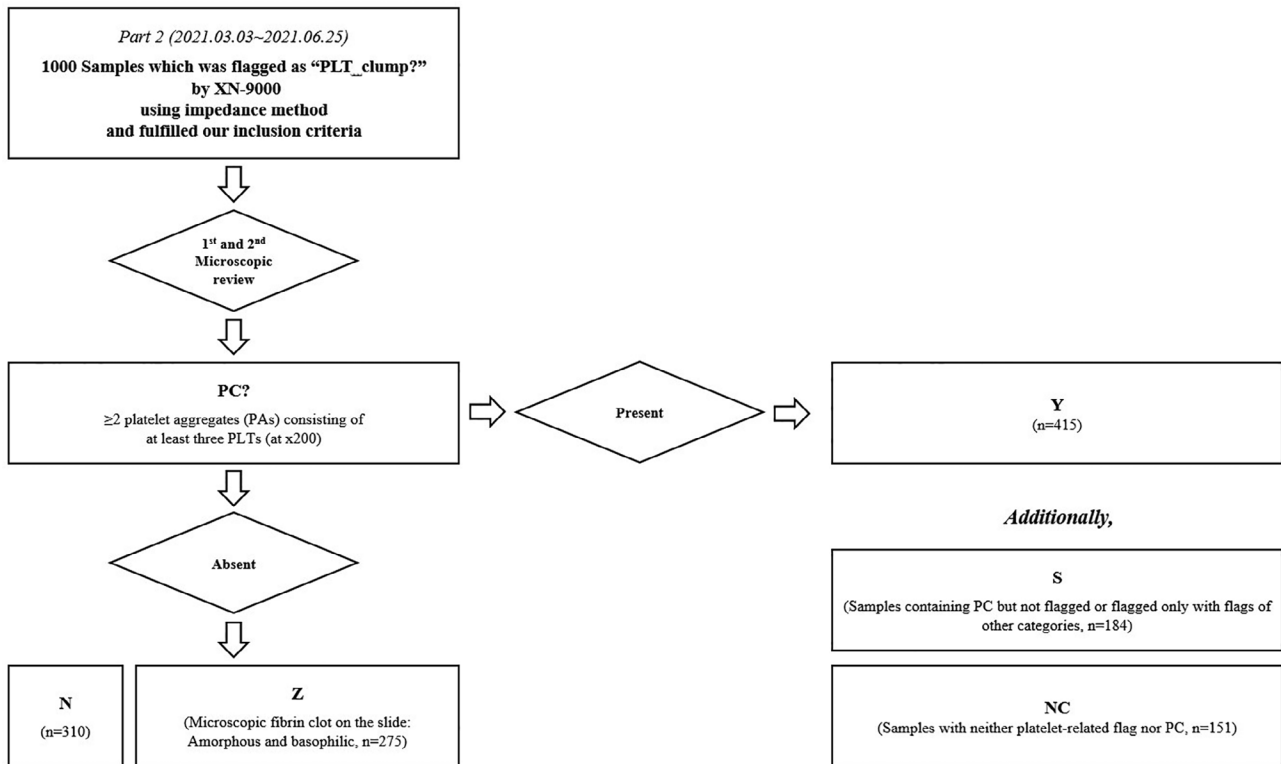 Part 2 (2021.03.03~2021.06.25)
1000 Samples which was flagged as “PLT_clump?”
by XN-9000
using impedance method
and fulfilled our inclusion criteria
1st and 2nd
Microscopic
review
PC?
≥2 platelet aggregates (PAs) consisting of
at least three PLTs (at x200)
Present
Y
(n=415)
Absent
N
(n=310)
Z
(Microscopic fibrin clot on the slide:
Amorphous and basophilic, n=275)
Additionally,
S
(Samples containing PC but not flagged or flagged only with flags of
other categories, n=184)
NC
(Samples with neither platelet-related flag nor PC, n=151)